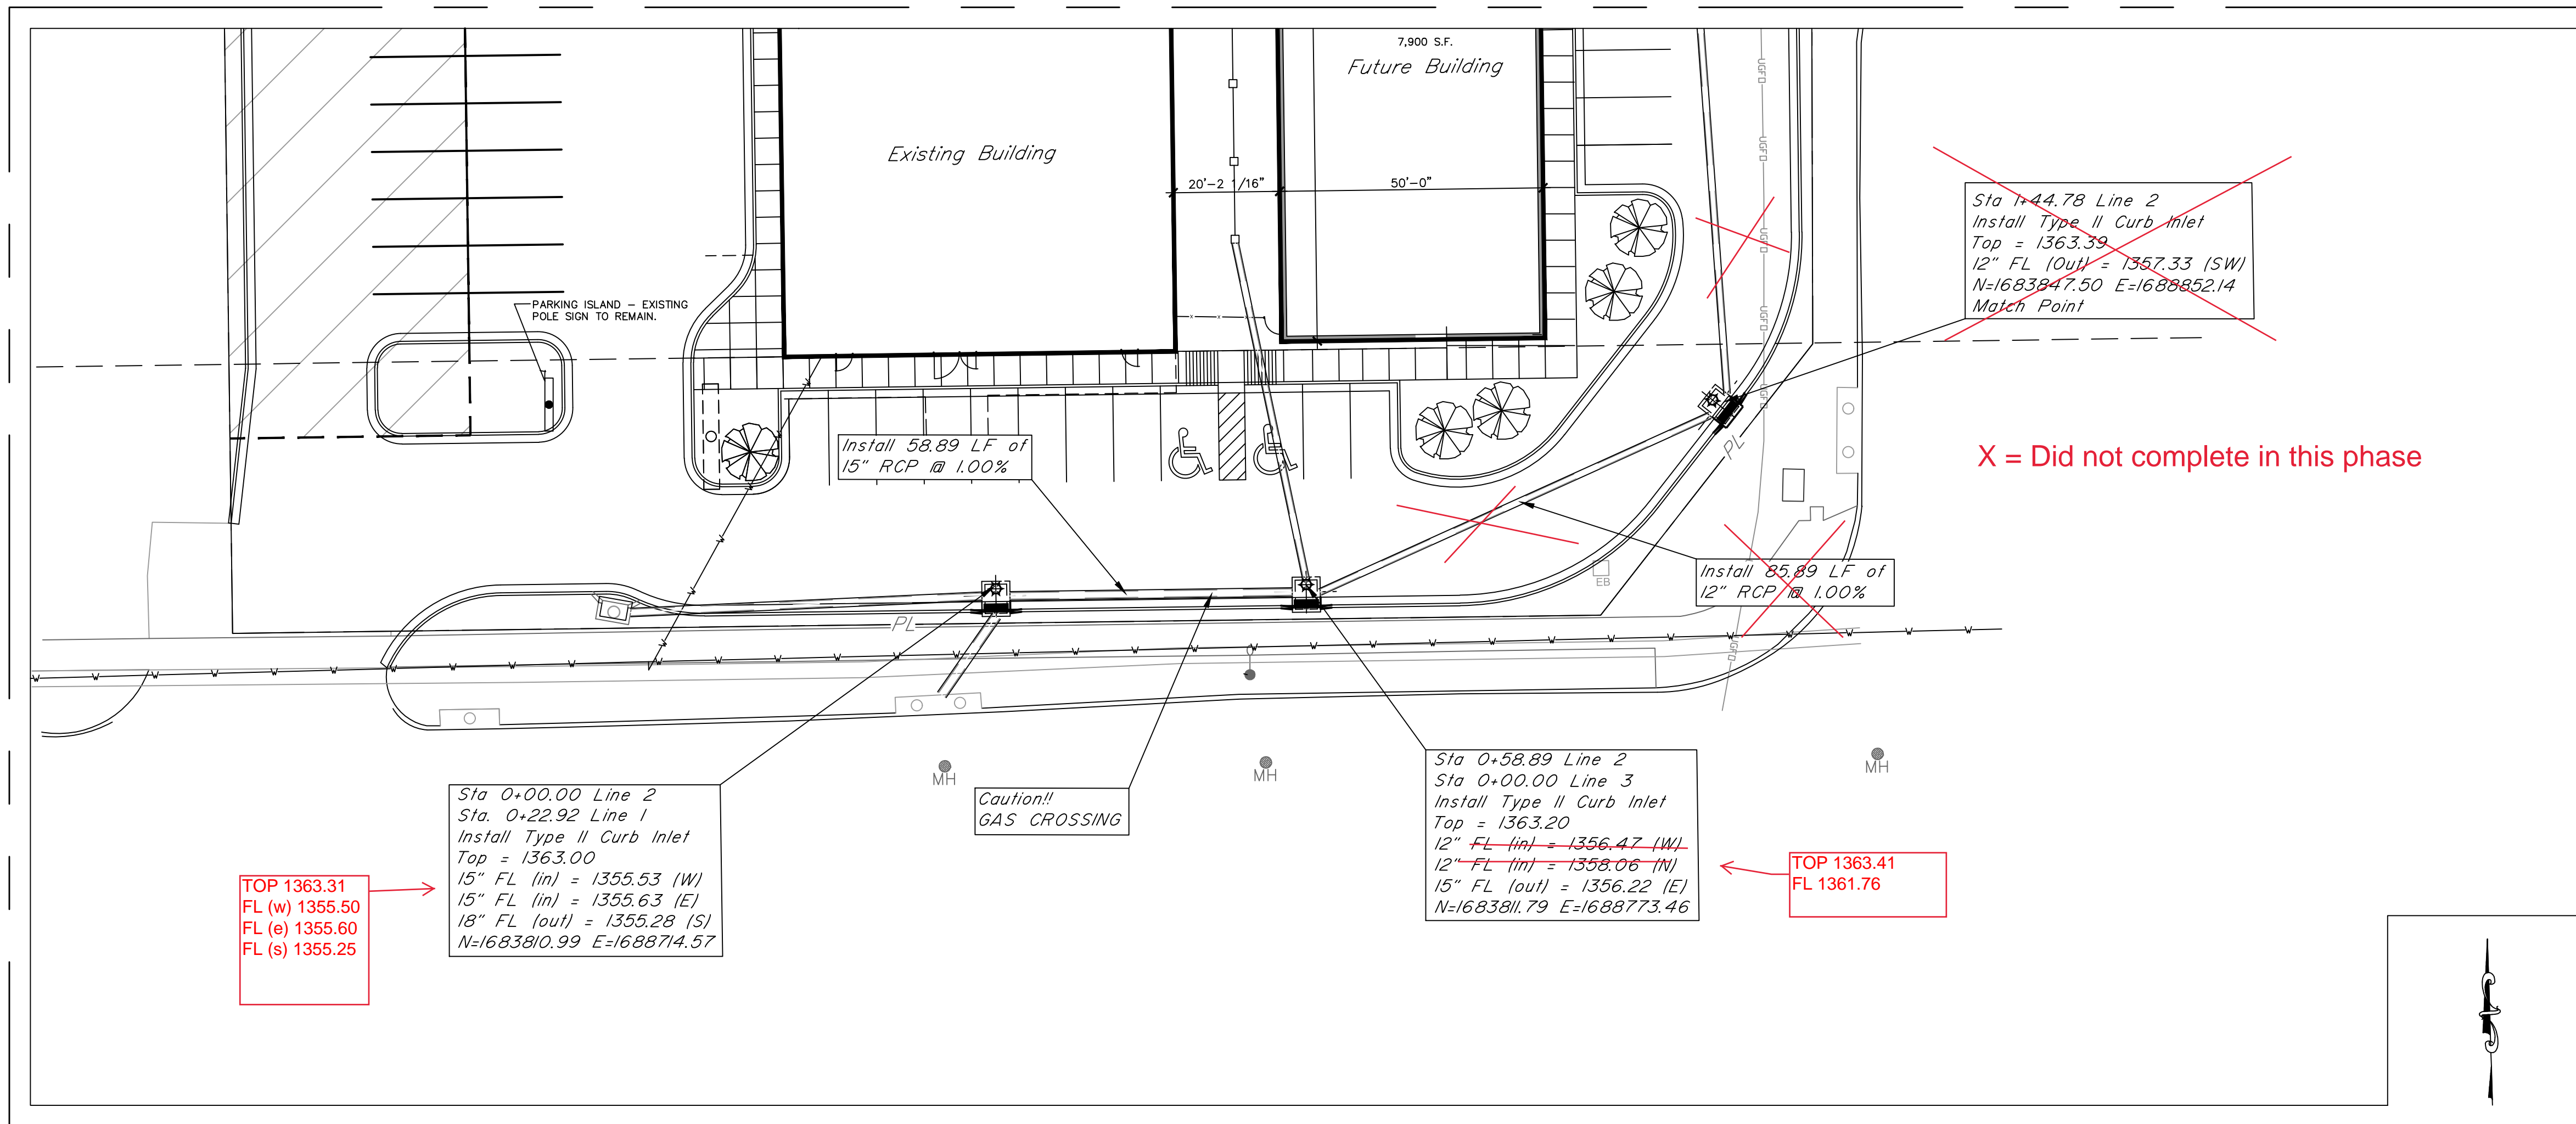 7,900 S.F.
Future Building
Existing Building
20'-2 1/16"
50'-0"
UGFO
UGFO
UGFO
UGFO
UGFO
UGFO
PARKING ISLAND – EXISTING
POLE SIGN TO REMAIN.
Sta 1+44.78 Line 2
Install Type II Curb Inlet
Top = 1363.39
12" FL (Out) = 1357.33 (SW)
N=1683847.50 E=1688852.14
Match Point
X = Did not complete in this phase
Install 58.89 LF of
15" RCP @ 1.00%
PL
Install 85.89 LF of
12" RCP @ 1.00%
EB
PL
W W W W W W W W W W W W W W W W W W W W W W W W W W W W W W W W W
MH
MH
MH
Sta 0+00.00 Line 2
Sta. 0+22.92 Line 1
Install Type II Curb Inlet
Top = 1363.00
15" FL (in) = 1355.53 (W)
15" FL (in) = 1355.63 (E)
18" FL (out) = 1355.28 (S)
N=1683810.99 E=1688714.57
Caution!!
GAS CROSSING
Sta 0+58.89 Line 2
Sta 0+00.00 Line 3
Install Type II Curb Inlet
Top = 1363.20
12" FL (in) = 1356.47 (W)
12" FL (in) = 1358.06 (N)
15" FL (out) = 1356.22 (E)
N=1683811.79 E=1688773.46
TOP 1363.31
FL (w) 1355.50
FL (e) 1355.60
FL (s) 1355.25
TOP 1363.41
FL 1361.76